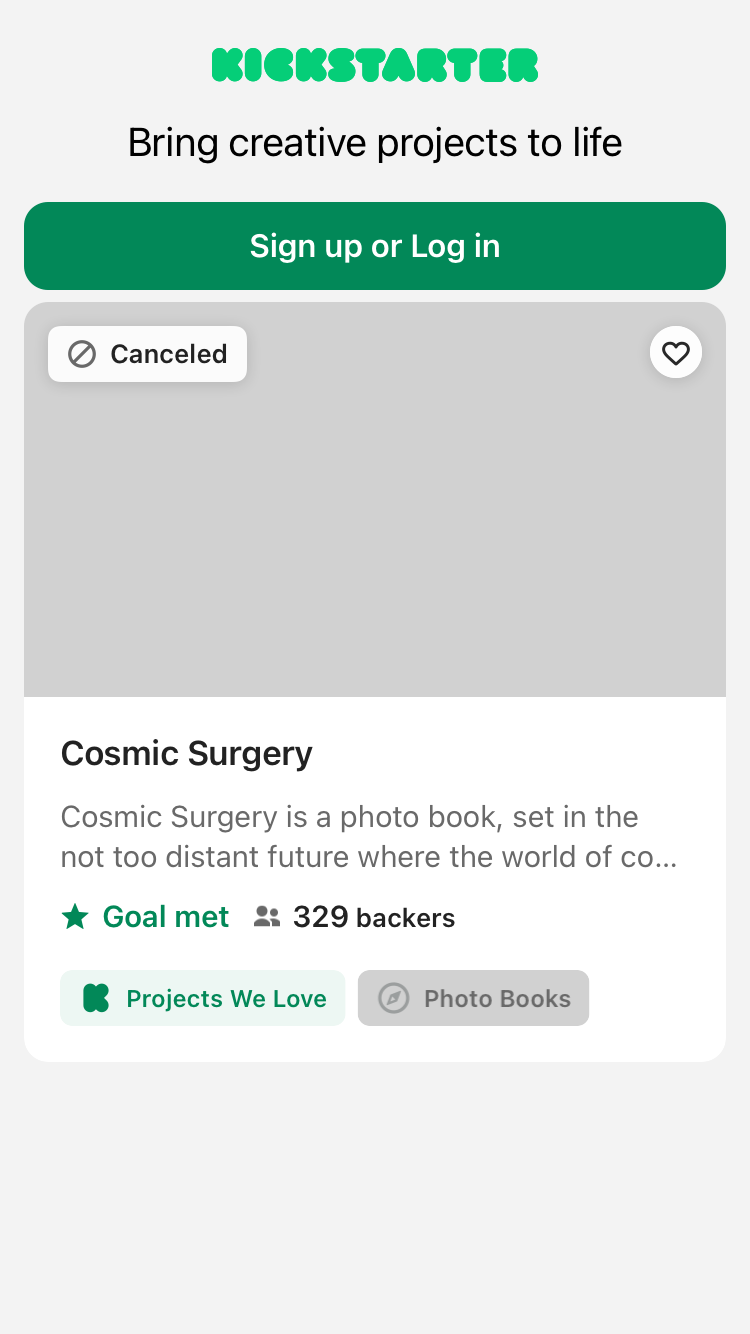 KICKSTARTER
Bring creative projects to life
Sign up or Log in
Canceled
Cosmic Surgery
Cosmic Surgery is a photo book, set in the
not too distant future where the world of co...
Goal met 329 backers
Projects We Love Photo Books